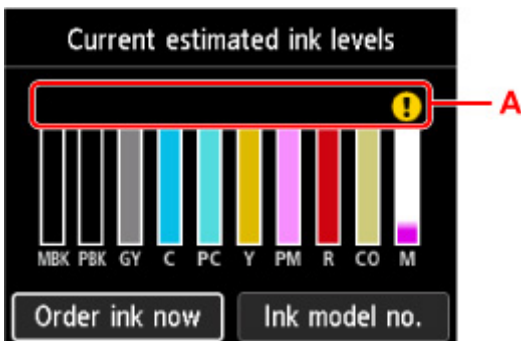 Current estimated ink levels
A
MBK PBK GY C PC Y PM R CO M
Order ink now Ink model no.